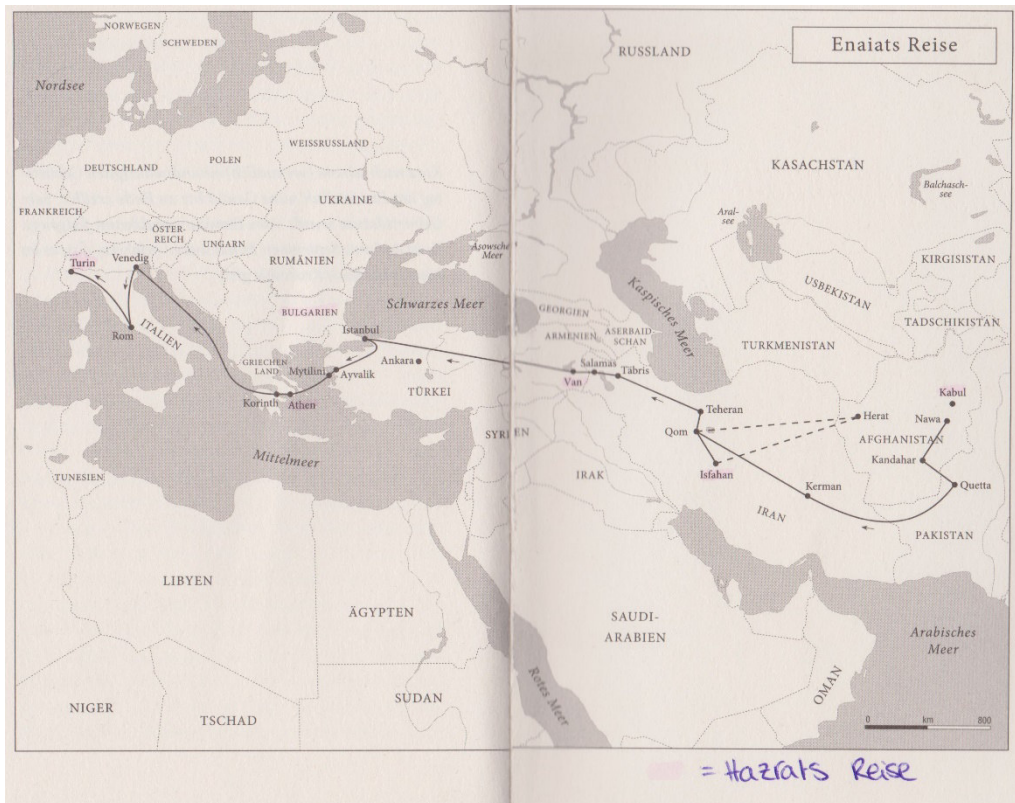 Enaiats Reise
NORWEGEN
SCHWEDEN
RUSSLAND
Nordsee
WEISSRUSSLAND
DEUTSCHLAND
POLEN
KASACHSTAN
Balchasch-
see
UKRAINE
FRANKREICH
Aral-
see
ÖSTER-
REICH
UNGARN
Asowsches
Meer
KIRGISISTAN
Turin
Venedig
RUMÄNIEN
Kaspisches Meer
USBEKISTAN
Schwarzes Meer
BULGARIEN
GEORGIEN
TADSCHIKISTAN
Rom
ITALIEN
Istanbul
ARMENIEN
ASERBAID
SCHAN
TURKMENISTAN
GRIECHEN
LAND
Mytilini
Ayvalik
Ankara
Salamas
Van
Täbris
TÜRKEI
Kabul
Korinth
Athen
Teheran
Herat
Nawa
Qom
AFGHANISTAN
SYRIEN
Mittelmeer
Kandahar
TUNESIEN
IRAK
Isfahan
Kerman
Quetta
IRAN
PAKISTAN
LIBYEN
ÄGYPTEN
SAUDI-
ARABIEN
Arabisches
Meer
OMAN
Rotes Meer
NIGER
TSCHAD
SUDAN
0 km 800
= Hazrats Reise